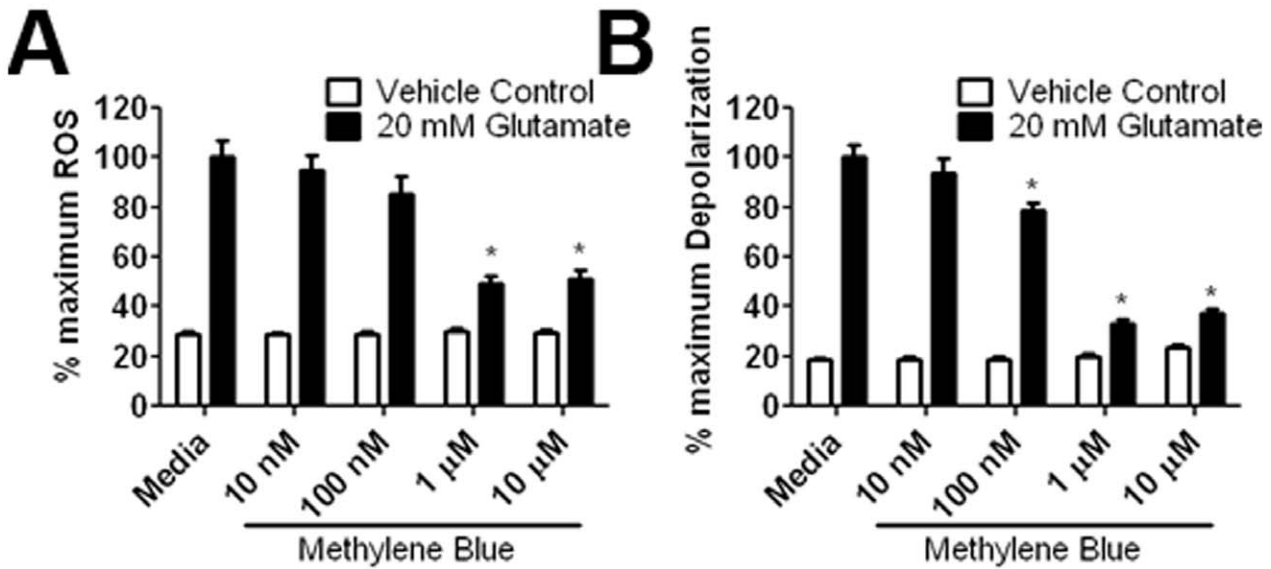 A
% maximum ROS
Vehicle Control
20 mM Glutamate
120
100
80
60
40
20
0
Media
10 nM
100 nM
1 µM
10 µM
*
*
Methylene Blue
B
% maximum Depolarization
Vehicle Control
20 mM Glutamate
120
100
80
60
40
20
0
*
*
*
Media
10 nM
100 nM
1 µM
10 µM
Methylene Blue